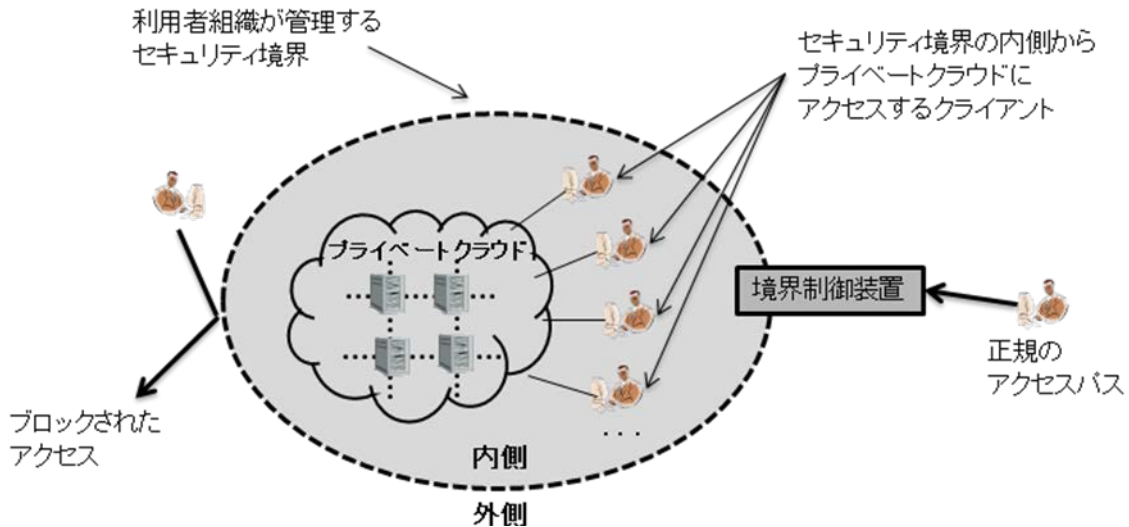 利用者組織が管理する
セキュリティ境界
セキュリティ境界の内側から
プライベートクラウドに
アクセスするクライアント
プライベートクラウド
境界制御装置
正規の
アクセスパス
ブロックされた
アクセス
. . .
内側
外側